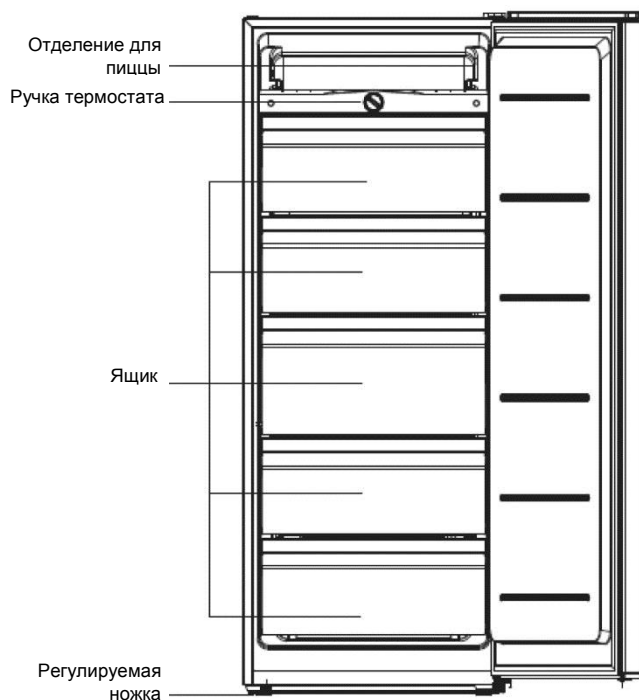 Отделение для
пиццы
Ручка термостата
Ящик
Регулируемая
ножка